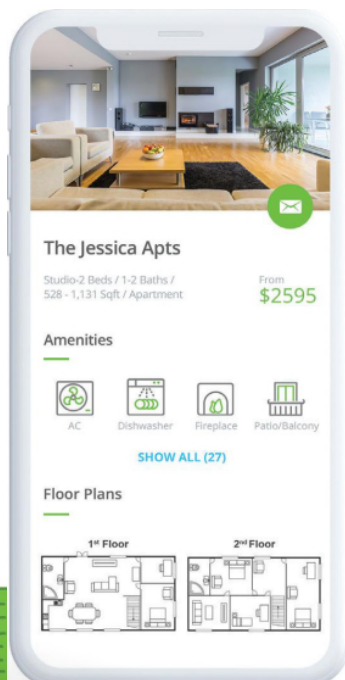 The Jessica Apts
Studio-2 Beds / 1-2 Baths /
528 - 1,131 Sqft / Apartment
From
$2595
Amenities
AC
Dishwasher
Fireplace
Patio/Balcony
SHOW ALL (27)
Floor Plans
1st Floor
2nd Floor